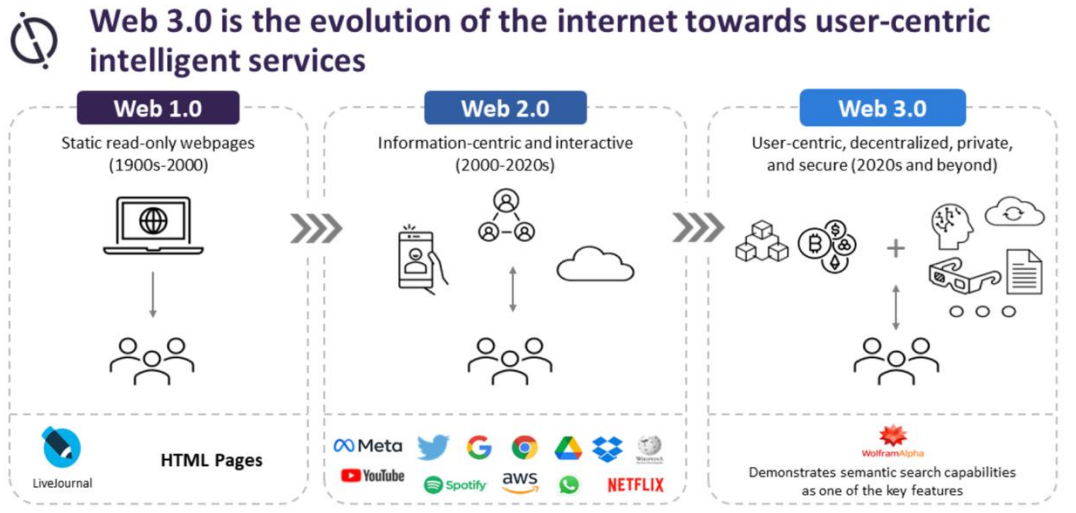 Web 3.0 is the evolution of the internet towards user-centric
intelligent services
Web 1.0
Static read-only webpages
(1900s-2000)
LiveJournal
HTML Pages
Web 2.0
Information-centric and interactive
(2000-2020s)
Meta
G
YouTube
Spotify
aws
NETFLIX
Web 3.0
User-centric, decentralized, private,
and secure (2020s and beyond)
WolframAlpha
Demonstrates semantic search capabilities
as one of the key features